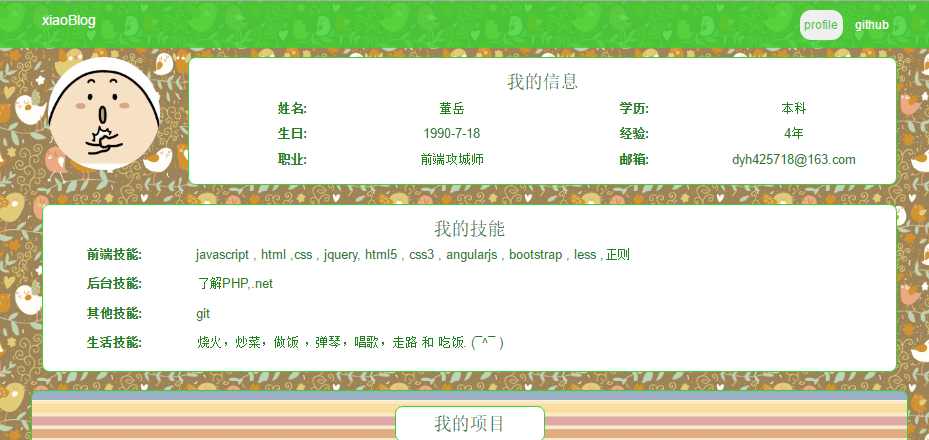 xiaoBlog
profile github
我的信息
姓名: 董岳 学历: 本科
生日: 1990-7-18 经验: 4年
职业: 前端攻城师 邮箱: dyh425718@163.com
我的技能
前端技能: javascript , html ,css , jquery, html5 , css3 , angularjs , bootstrap , less , 正则
后台技能: 了解PHP,.net
其他技能: git
生活技能: 烧火，炒菜，做饭 ，弹琴，唱歌，走路 和 吃饭. (¯^¯ )
我的项目